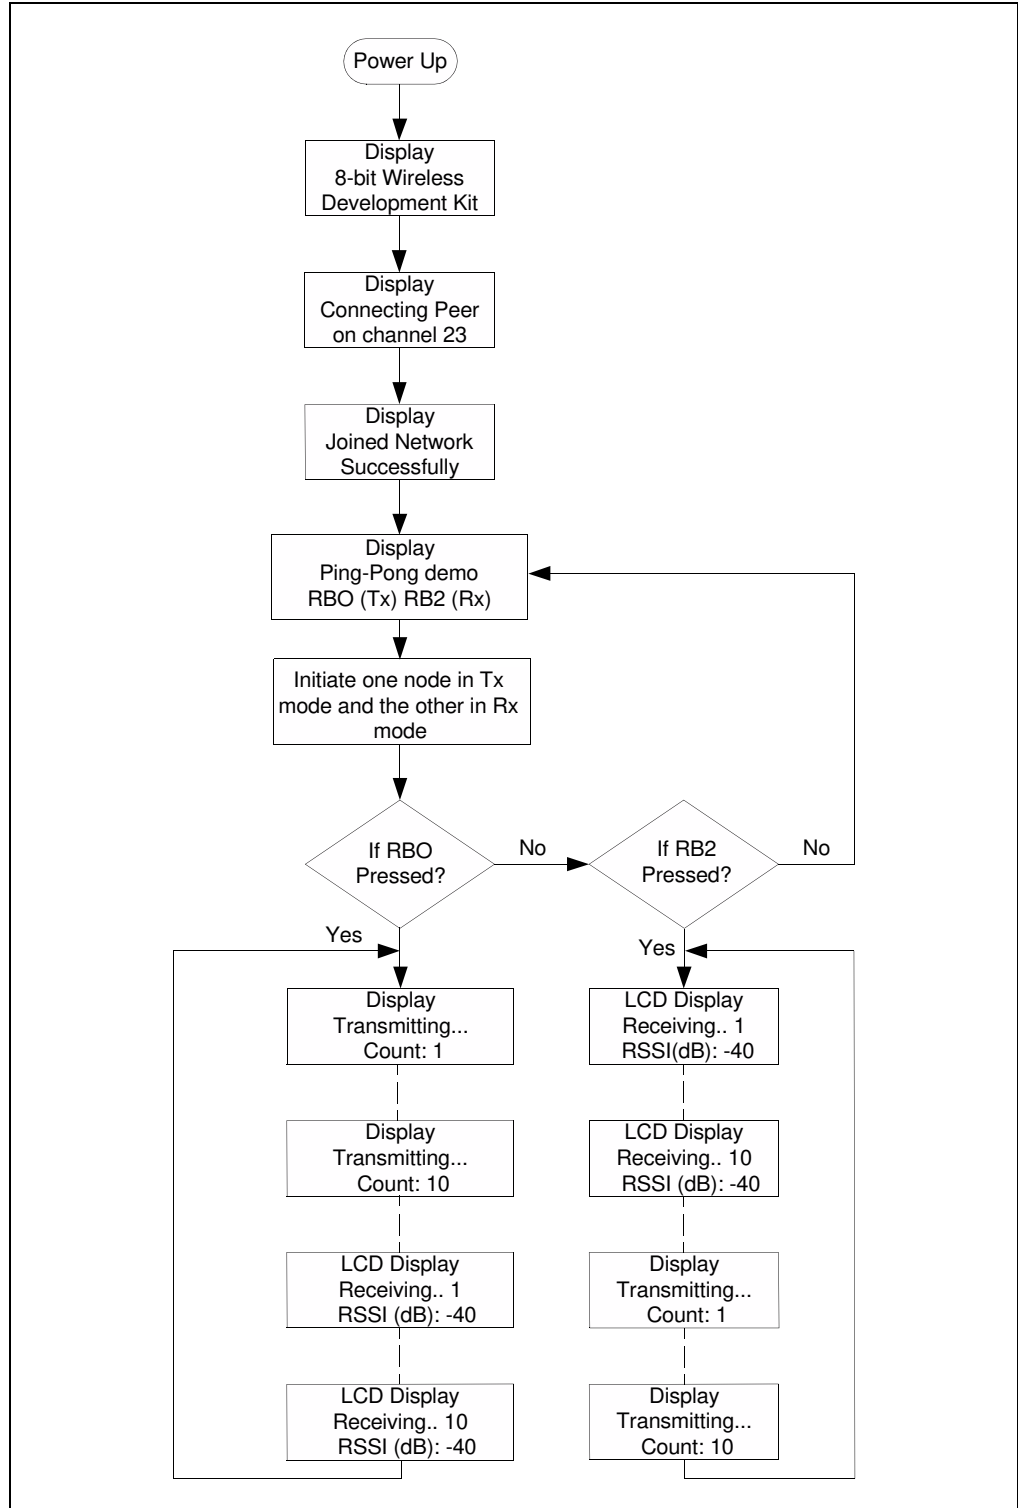 Power Up
Display
8-bit Wireless
Development Kit
Display
Connecting Peer
on channel 23
Display
Joined Network
Successfully
Display
Ping-Pong demo
RBO (Tx) RB2 (Rx)
Initiate one node in Tx
mode and the other in Rx
mode
If RBO
Pressed?
No
If RB2
Pressed?
No
Yes
Display
Transmitting...
Count: 1
Display
Transmitting...
Count: 10
LCD Display
Receiving.. 1
RSSI (dB): -40
LCD Display
Receiving.. 10
RSSI (dB): -40
Yes
LCD Display
Receiving.. 1
RSSI(dB): -40
LCD Display
Receiving.. 10
RSSI (dB): -40
Display
Transmitting...
Count: 1
Display
Transmitting...
Count: 10